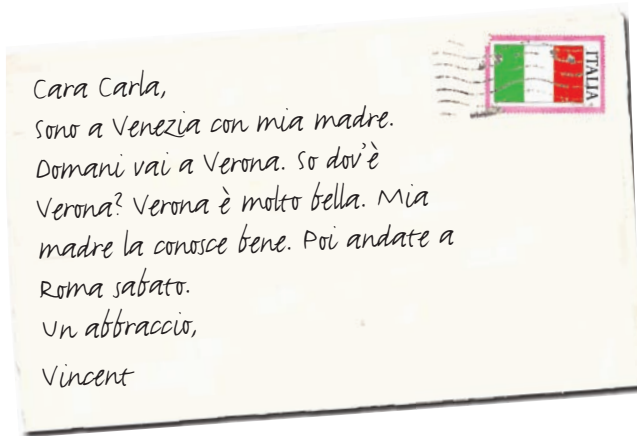 ITALIA
Cara Carla,
Sono a Venezia con mia madre.
Domani vai a Verona. So dov'è
Verona? Verona è molto bella. Mia
madre la conosce bene. Poi andate a
Roma sabato.
Un abbraccio,
Vincent